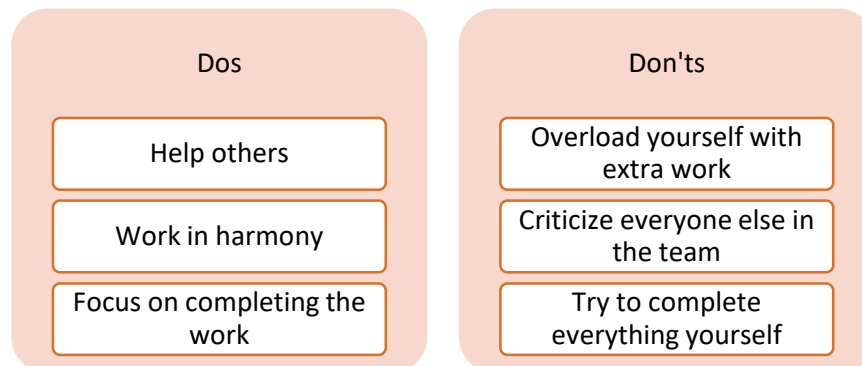 Dos
Help others
Work in harmony
Focus on completing the
work
Don'ts
Overload yourself with
extra work
Criticize everyone else in
the team
Try to complete
everything yourself